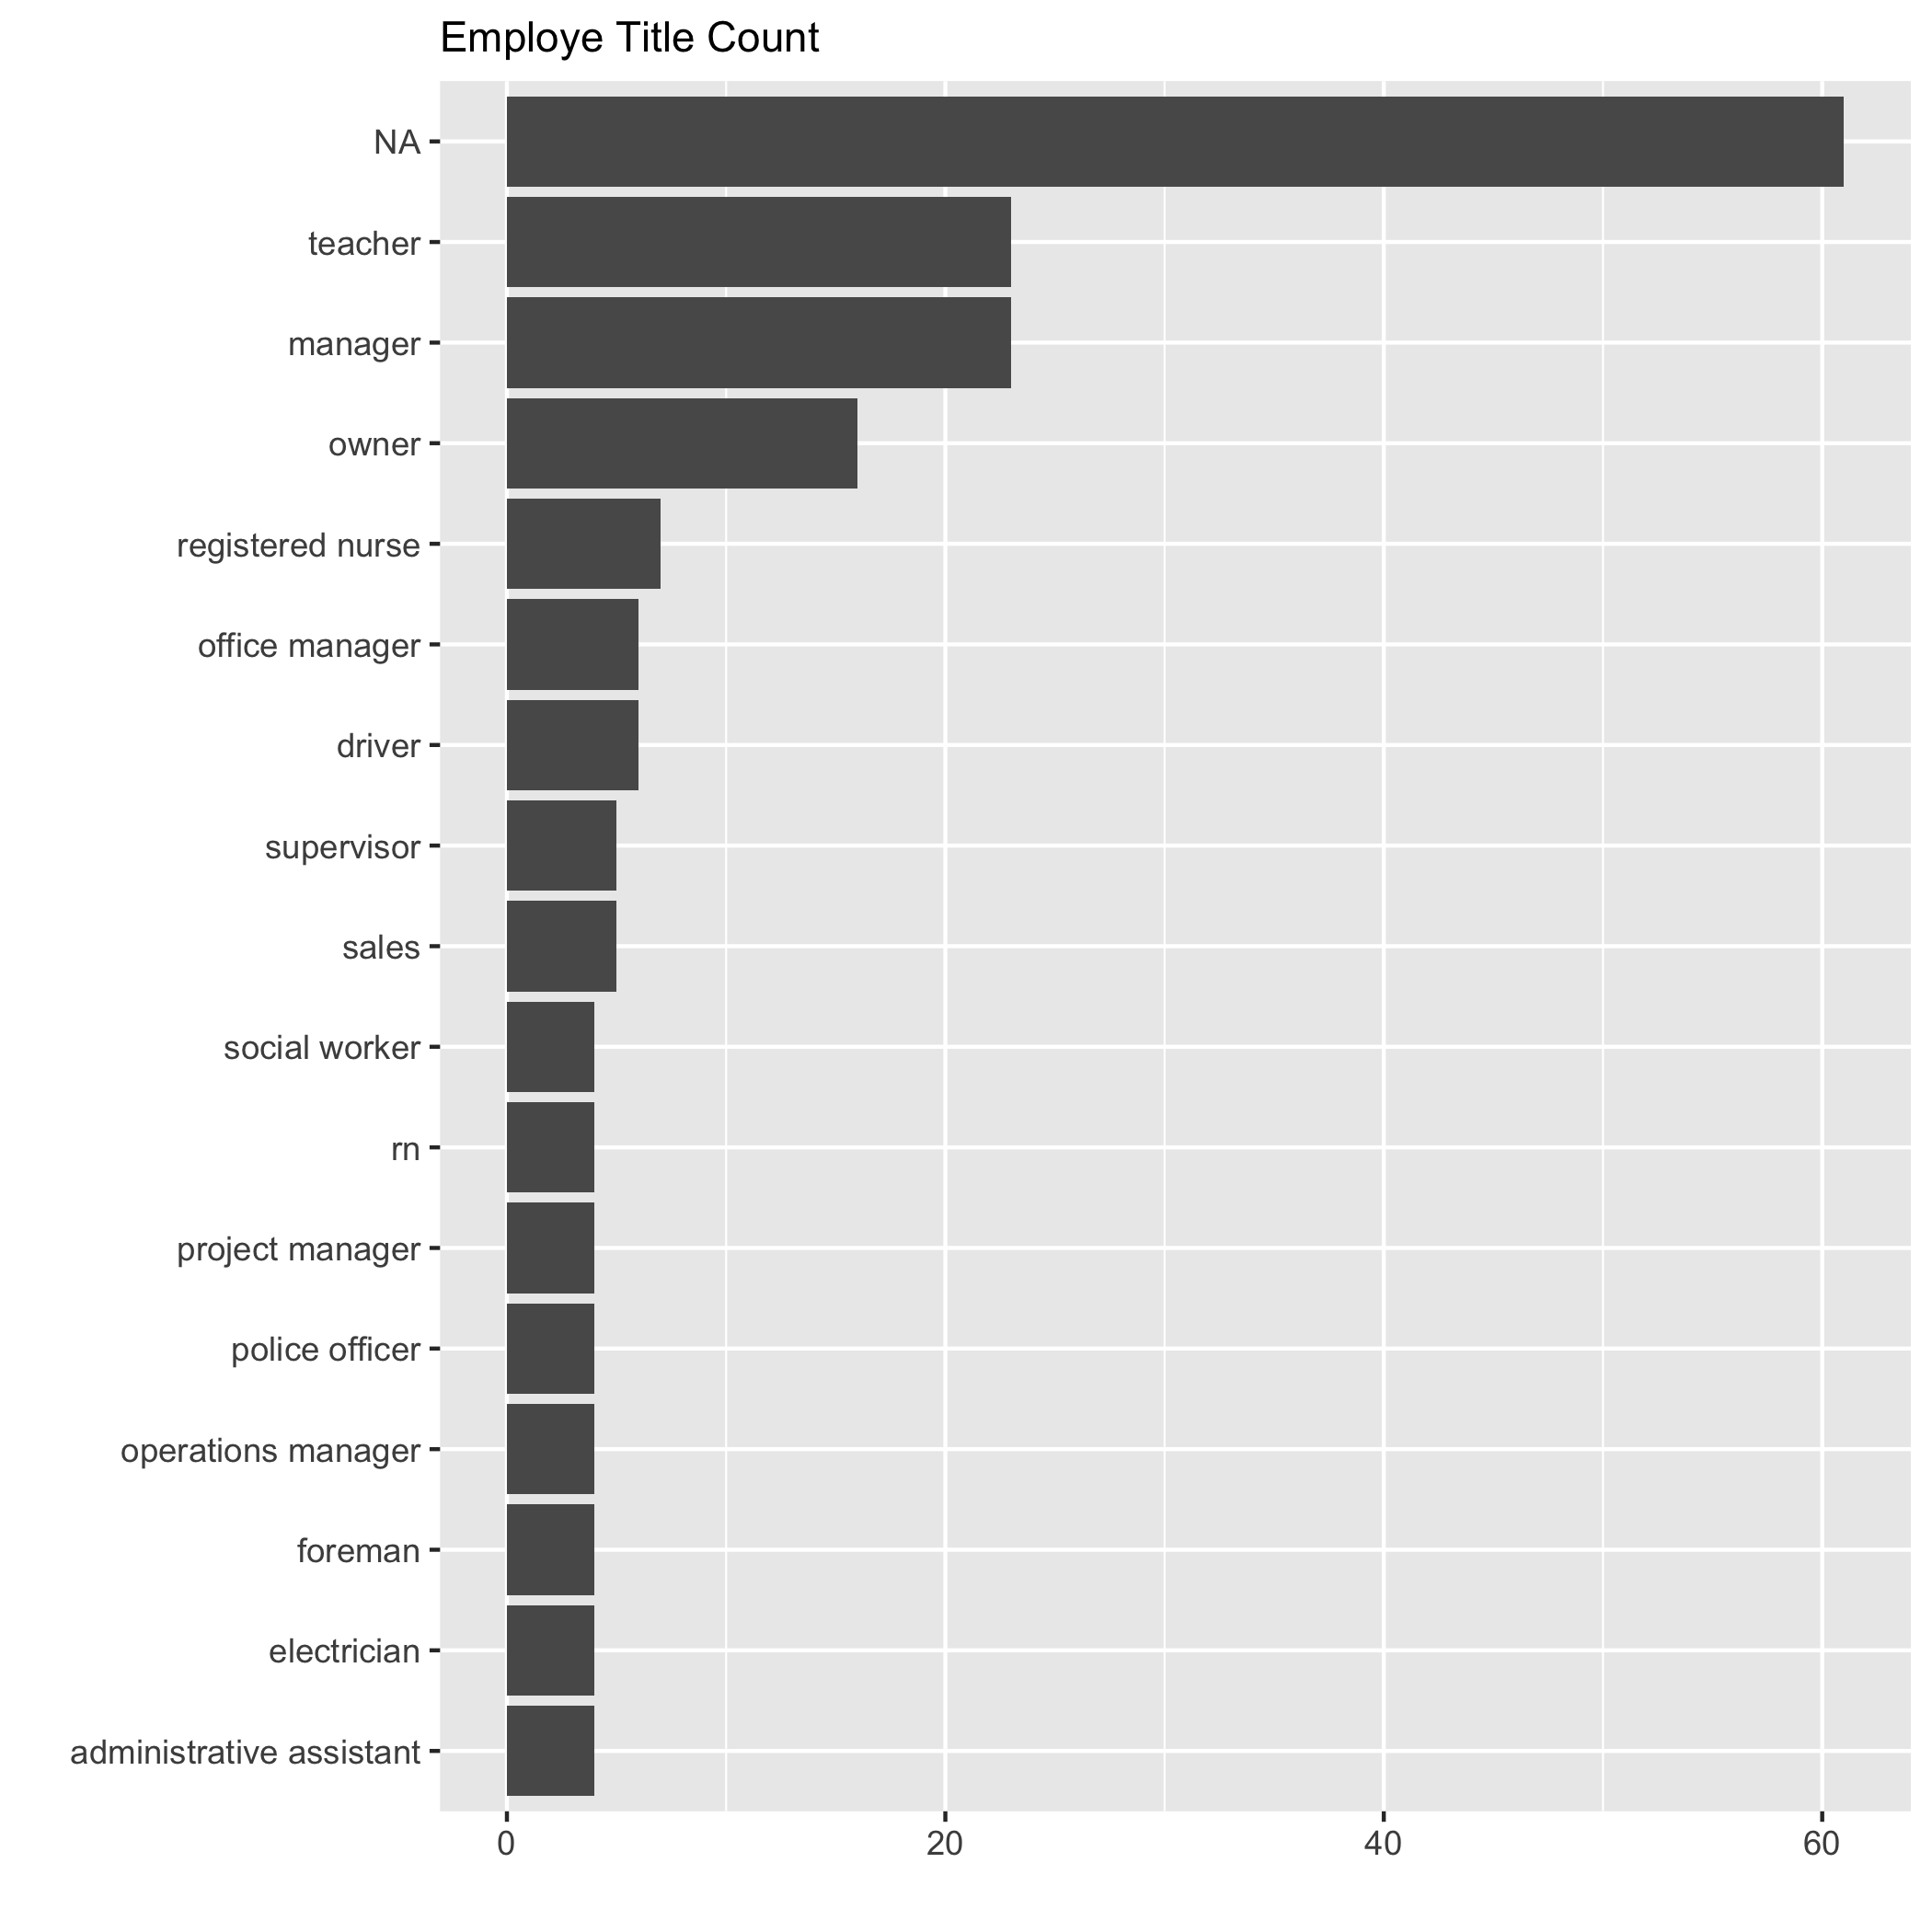 Employe Title Count
NA
teacher
manager
owner
registered nurse
office manager
driver
supervisor
sales
social worker
rn
project manager
police officer
operations manager
foreman
electrician
administrative assistant
0 20 40 60